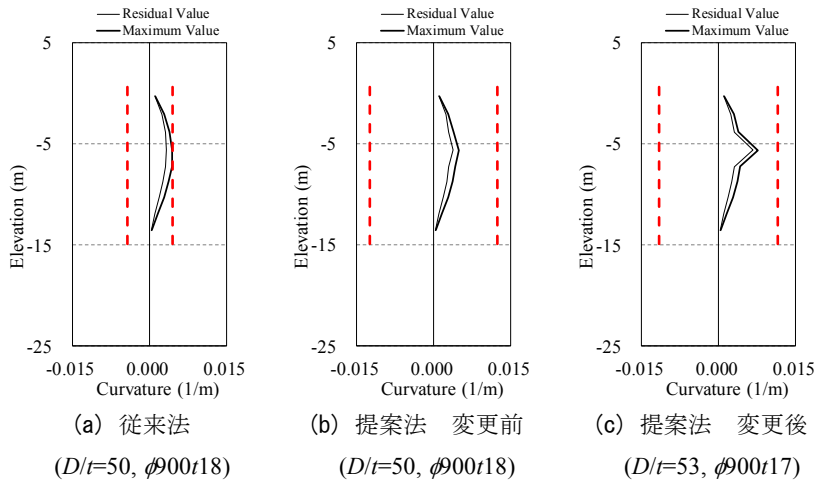 Residual Value
Maximum Value
5
-5
-15
-25
Elevation (m)
-0.015 0.000 0.015
Curvature (1/m)
(a) 従来法
(D/t=50, ϕ900t18)
Residual Value
Maximum Value
5
-5
-15
-25
Elevation (m)
-0.015 0.000 0.015
Curvature (1/m)
(b) 提案法 変更前
(D/t=50, ϕ900t18)
Residual Value
Maximum Value
5
-5
-15
-25
Elevation (m)
-0.015 0.000 0.015
Curvature (1/m)
(c) 提案法 変更後
(D/t=53, ϕ900t17)